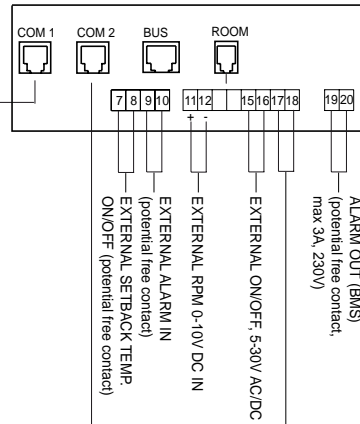 COM 1 COM 2 BUS ROOM
7 8 9 10 11 12 15 16 17 18 19 20
+ -
EXTERNAL SETBACK TEMP.
ON/OFF (potential free contact)
EXTERNAL ALARM IN
(potential free contact)
EXTERNAL RPM 0-10V DC IN
EXTERNAL ON/OFF, 5-30V AC/DC
ALARM OUT (BMS)
(potential free contact,
max 3A, 230V)